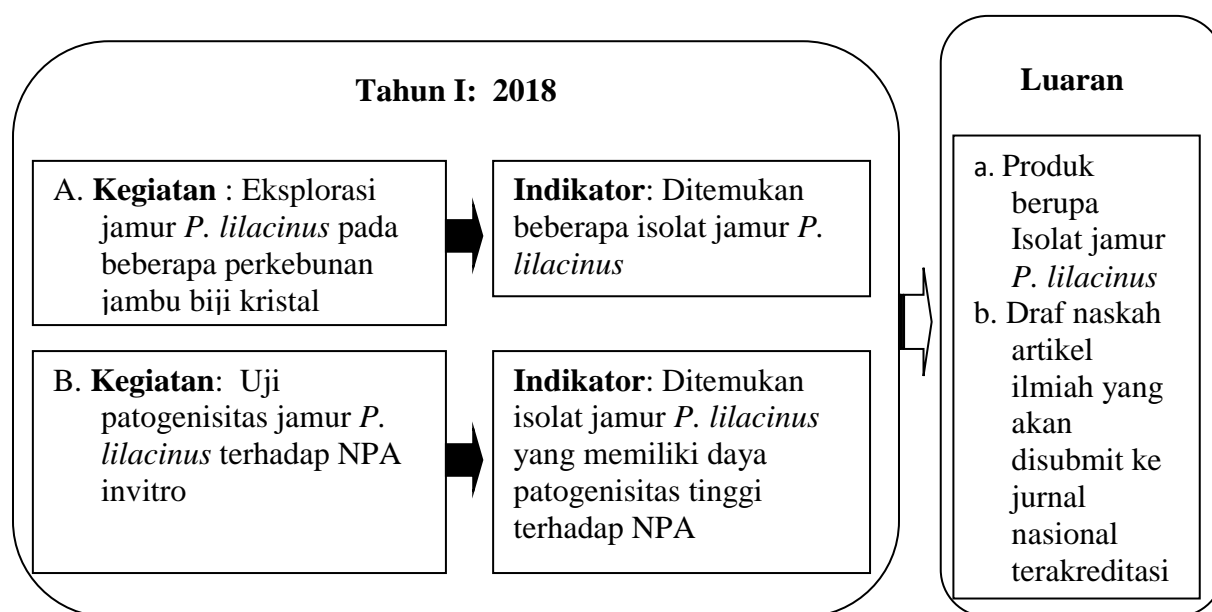 Tahun I: 2018
A. Kegiatan : Eksplorasi
jamur P. lilacinus pada
beberapa perkebunan
jambu biji kristal
Indikator: Ditemukan
beberapa isolat jamur P.
lilacinus
B. Kegiatan: Uji
patogenisitas jamur P.
lilacinus terhadap NPA
invitro
Indikator: Ditemukan
isolat jamur P. lilacinus
yang memiliki daya
patogenisitas tinggi
terhadap NPA
Luaran
a. Produk
berupa
Isolat jamur
P. lilacinus
b. Draf naskah
artikel
ilmiah yang
akan
disubmit ke
jurnal
nasional
terakreditasi